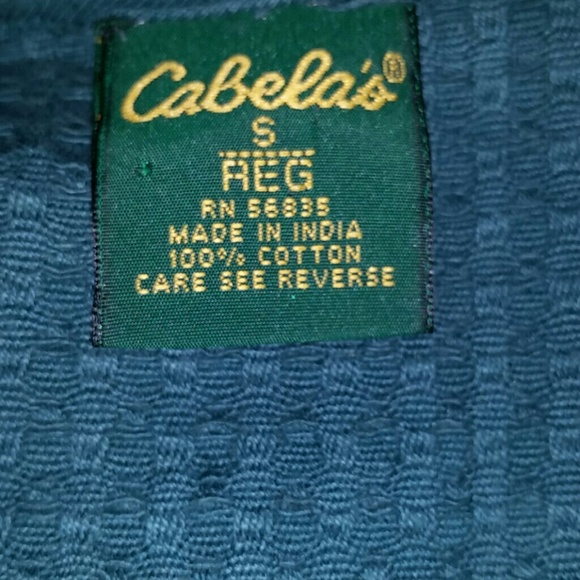 Cabela's®
S
REG
RN 56835
MADE IN INDIA
100% COTTON
CARE SEE REVERSE